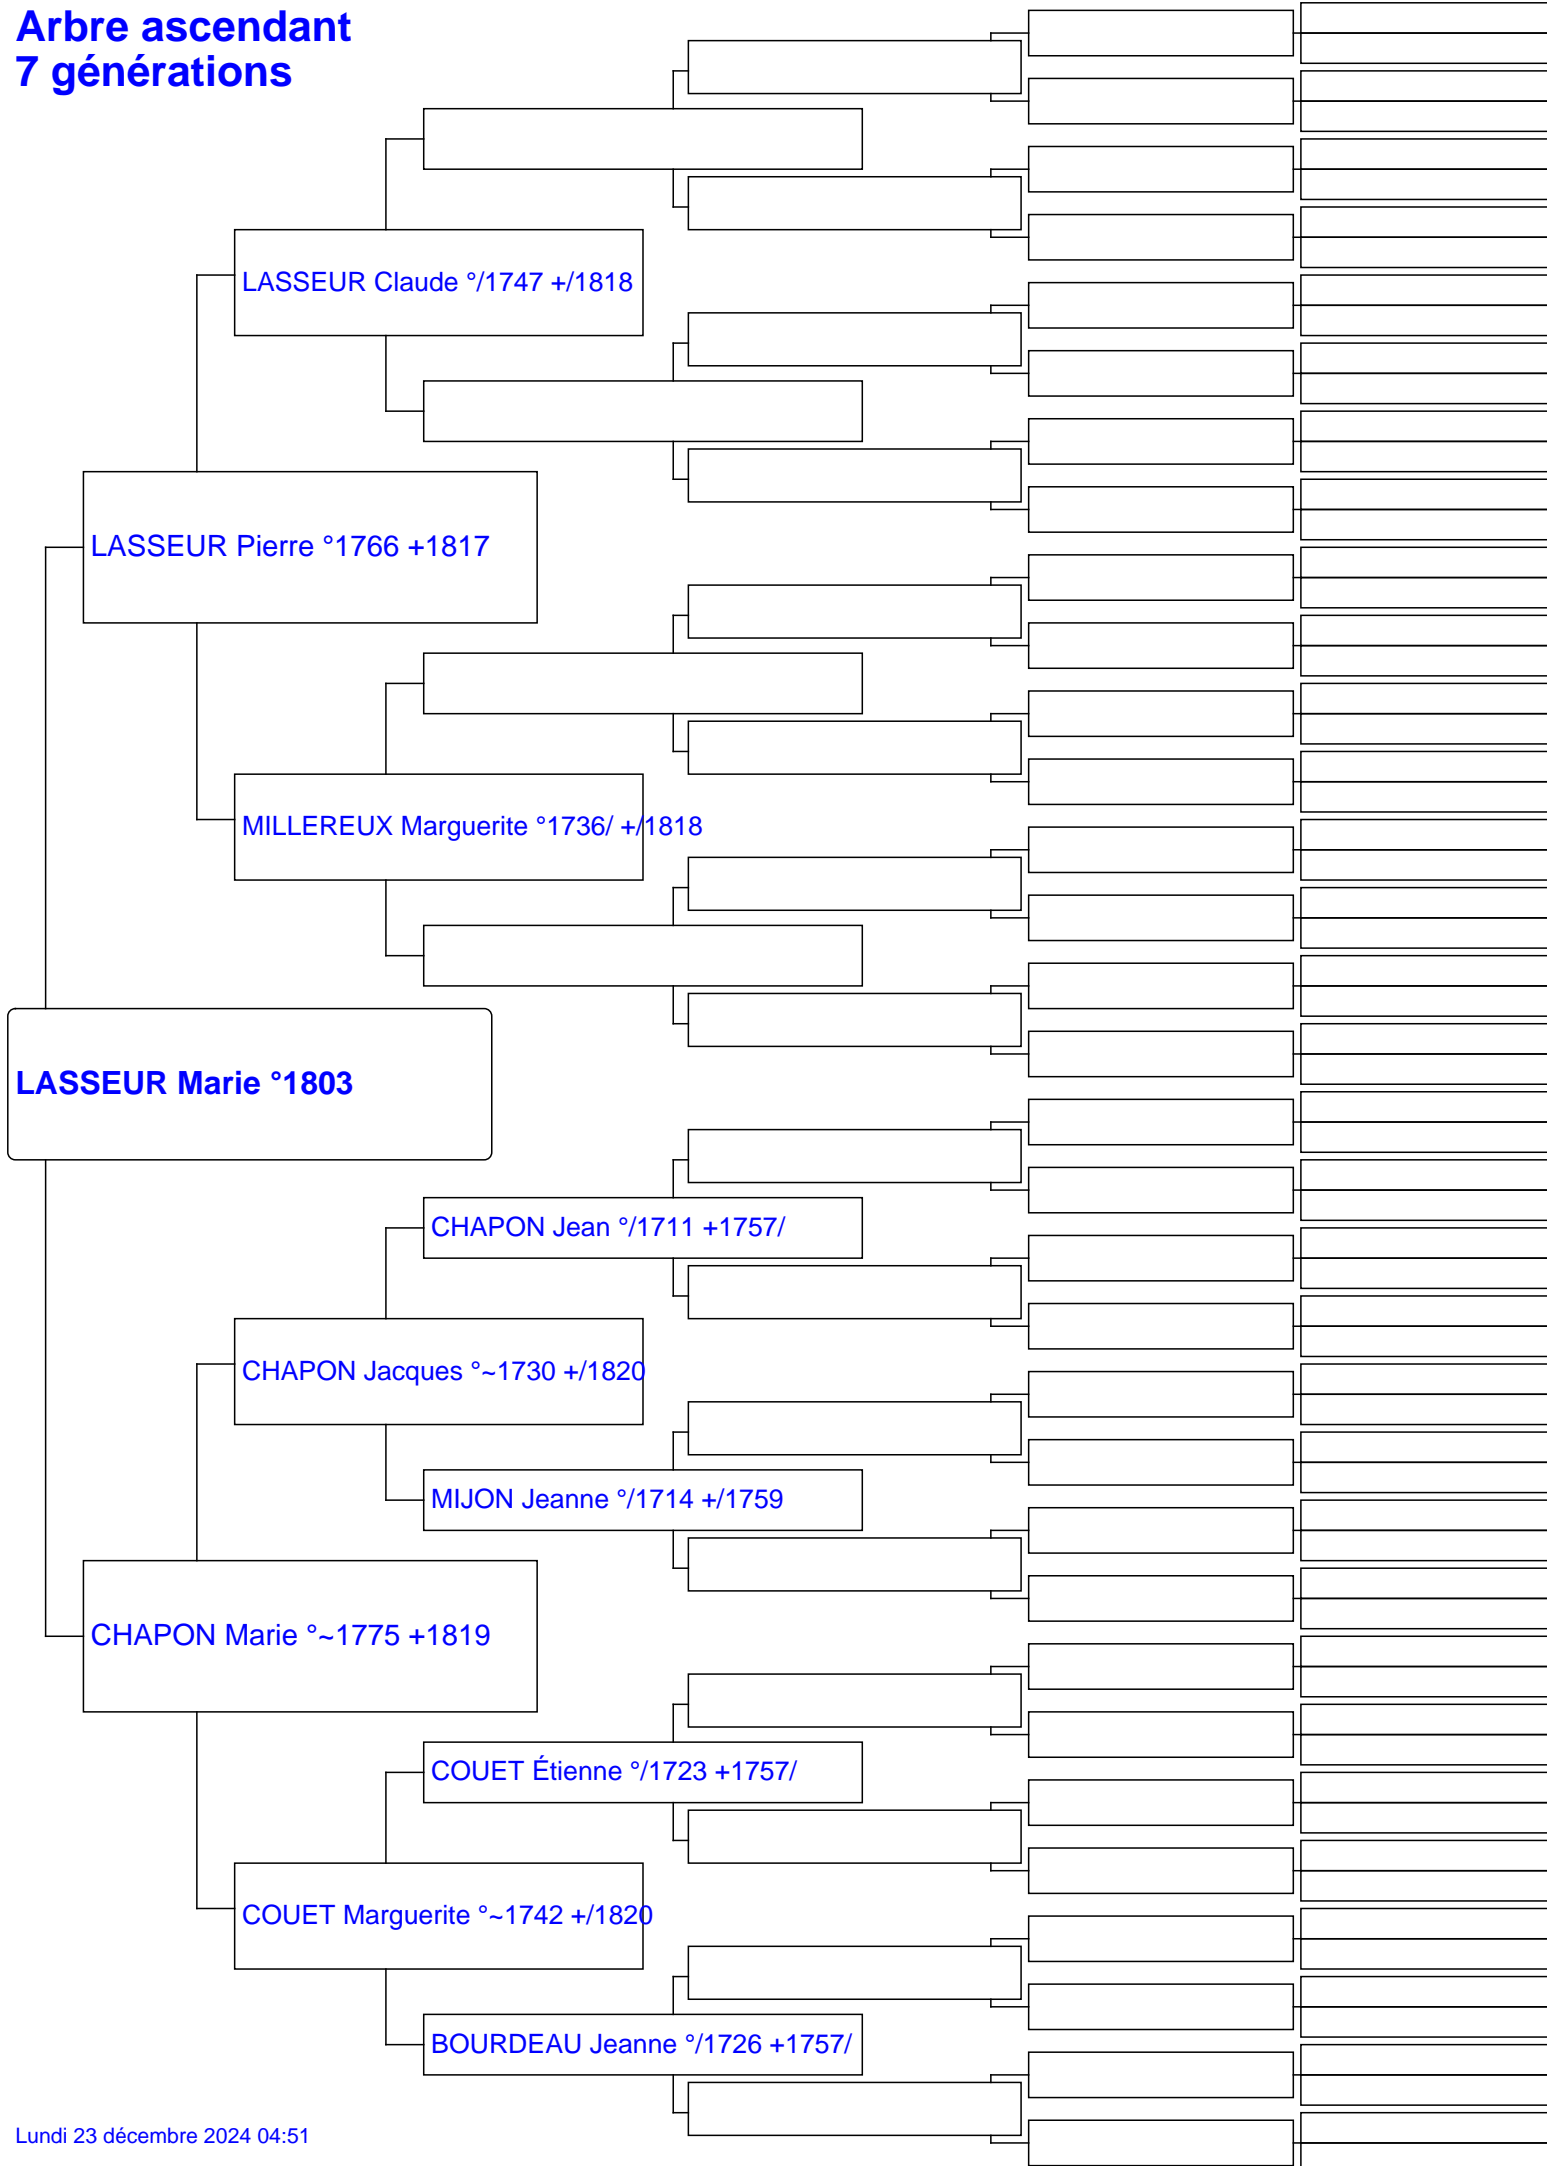 Arbre ascendant
7 générations
LASSEUR Claude °/1747 +/1818
LASSEUR Pierre °1766 +1817
MILLEREUX Marguerite °1736/ +/1818
LASSEUR Marie °1803
CHAPON Jean °/1711 +1757/
CHAPON Jacques °~1730 +/1820
MIJON Jeanne °/1714 +/1759
CHAPON Marie °~1775 +1819
COUET Étienne °/1723 +1757/
COUET Marguerite °~1742 +/1820
BOURDEAU Jeanne °/1726 +1757/
Lundi 23 décembre 2024 04:51